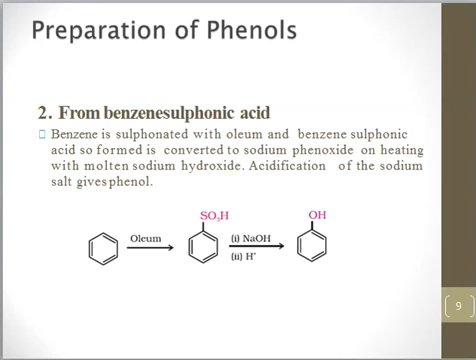 Preparation of Phenols
2. From benzenesulphonic acid
Benzene is sulphonated with oleum and benzene sulphonic
acid so formed is converted to sodium phenoxide on heating
with molten sodium hydroxide. Acidification of the sodium
salt gives phenol.
SO₃H
OH
Oleum
(i) NaOH
(ii) H⁺
9